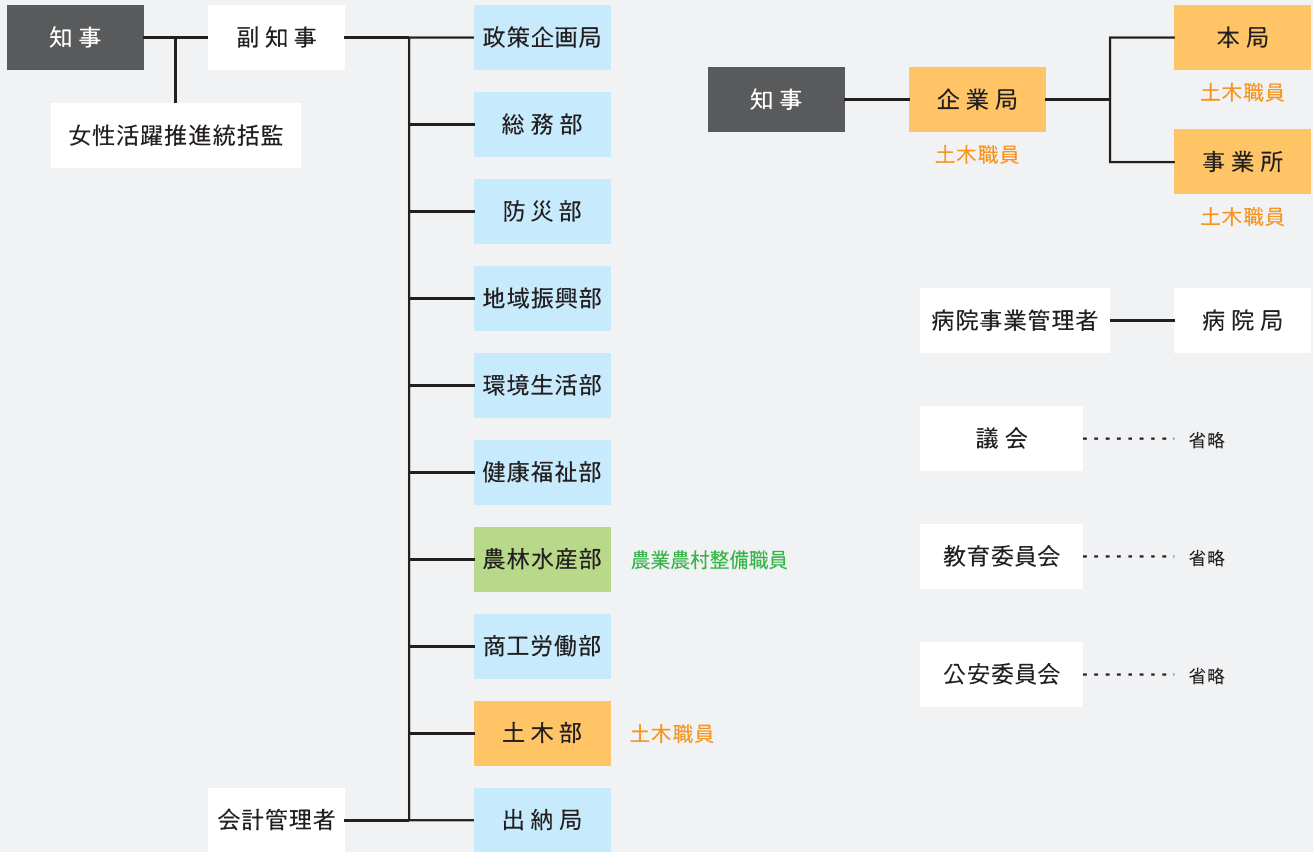 知事
副知事
女性活躍推進統括監
政策企画局
総務部
防災部
地域振興部
環境生活部
健康福祉部
農林水産部
農業農村整備職員
商工労働部
土木部
土木職員
会計管理者
出納局
知事
企業局
土木職員
本局
土木職員
事業所
土木職員
病院事業管理者
病院局
議会
省略
教育委員会
省略
公安委員会
省略